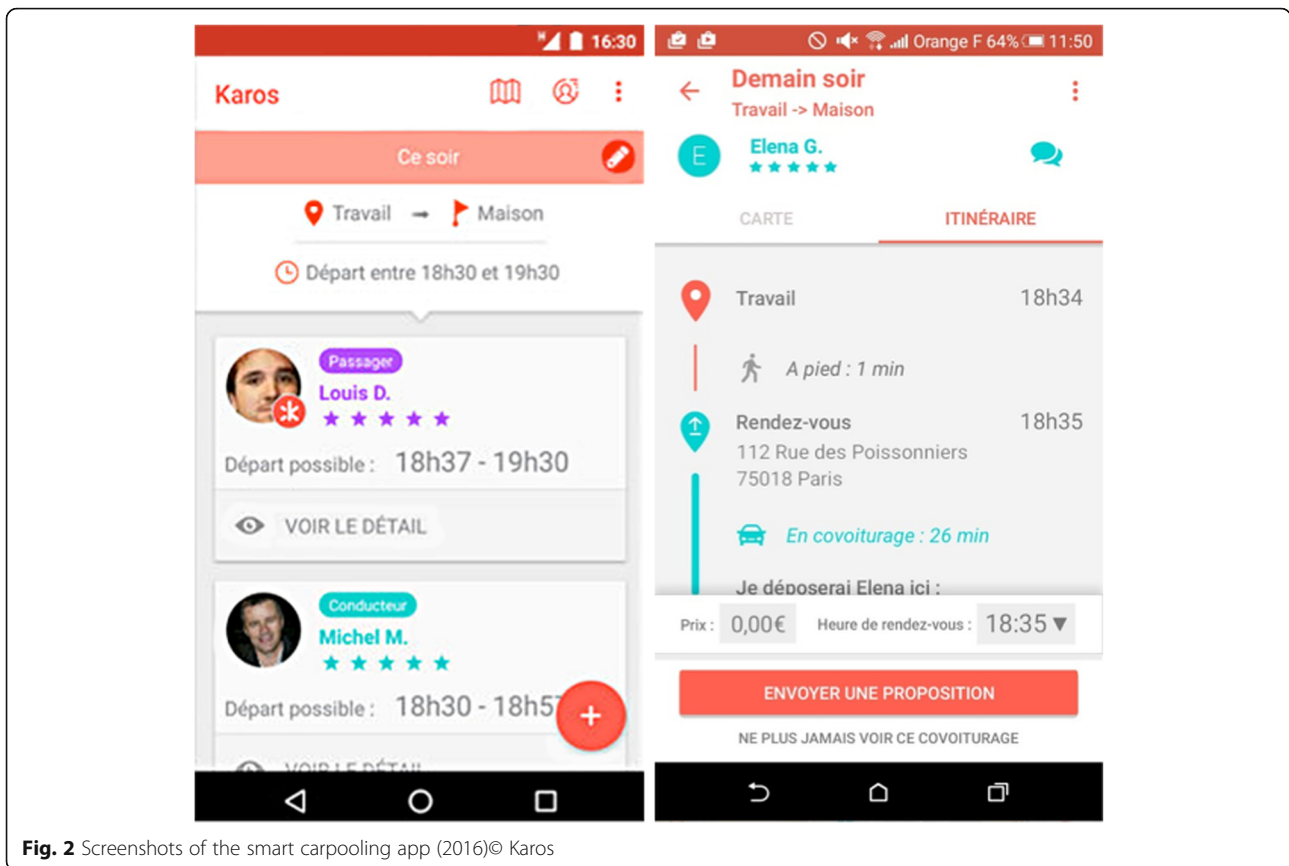 16:30
Karos
Ce soir
Travail → Maison
Départ entre 18h30 et 19h30
Passager
Louis D.
Départ possible : 18h37 - 19h30
VOIR LE DÉTAIL
Conducteur
Michel M.
Départ possible : 18h30 - 18h57
VOIR LE DÉTAIL
Orange F 64% 11:50
Demain soir
Travail -> Maison
E
Elena G.
CARTE
ITINÉRAIRE
Travail 18h34
A pied : 1 min
Rendez-vous 18h35
112 Rue des Poissonniers
75018 Paris
En covoiturage : 26 min
Je déposerai Elena ici :
Prix : 0,00€ Heure de rendez-vous : 18:35
ENVOYER UNE PROPOSITION
NE PLUS JAMAIS VOIR CE COVOITURAGE
Fig. 2 Screenshots of the smart carpooling app (2016)© Karos